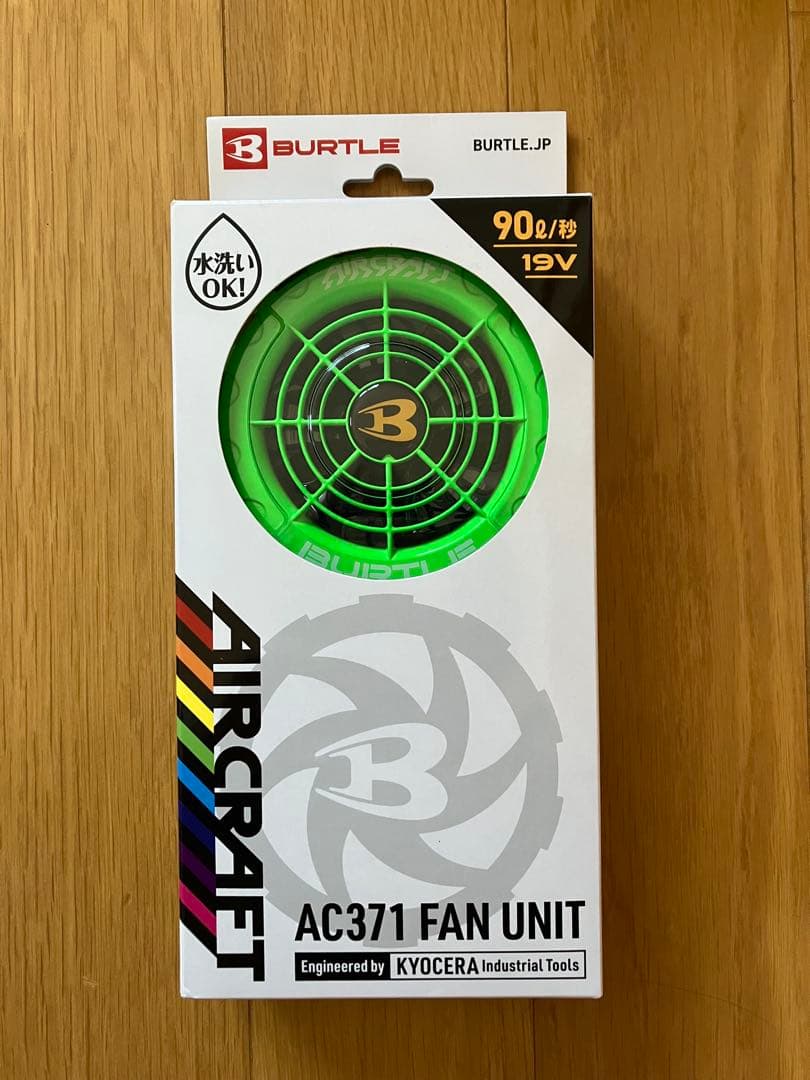 B BURTLE
BURTLE.JP
水洗い
OK!
90ℓ/秒
19V
AIRCRAFT
B
BURTLE
AIRCRAFT
B
AC371 FAN UNIT
Engineered by KYOCERA Industrial Tools